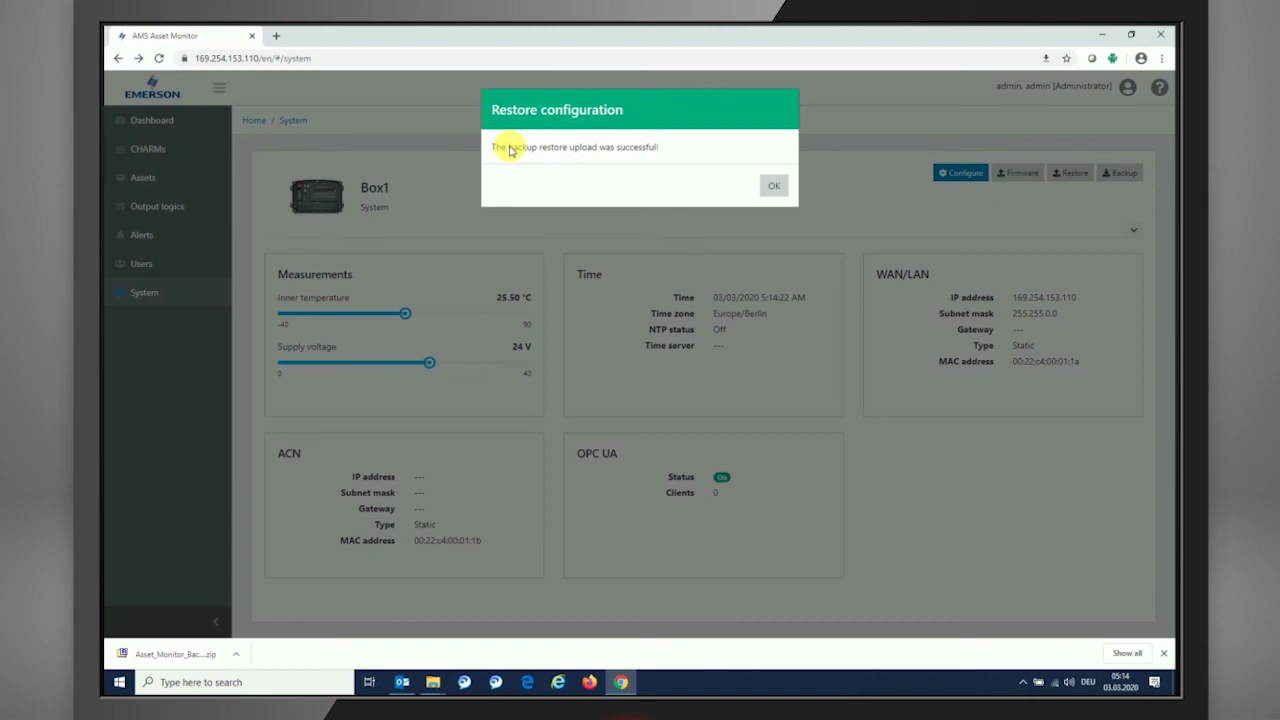 AMS Asset Monitor
169.254.153.110/en/#/system
EMERSON
admin, admin [Administrator]
Dashboard
CHARMs
Assets
Output logics
Alerts
Users
System
Home / System
Restore configuration
The backup restore upload was successful!
OK
Box1
System
Configure
Firmware
Restore
Backup
Measurements
Inner temperature 25.50 °C
-40 90
Supply voltage 24 V
0 40
Time
Time 03/03/2020 5:14:22 AM
Time zone Europe/Berlin
NTP status Off
Time server ---
WAN/LAN
IP address 169.254.153.110
Subnet mask 255.255.0.0
Gateway ---
Type Static
MAC address 00:22:c4:00:01:1a
ACN
IP address ---
Subnet mask ---
Gateway ---
Type Static
MAC address 00:22:c4:00:01:1b
OPC UA
Status On
Clients 0
Asset_Monitor_Bac....zip
Show all
Type here to search
DEU
05:14
03.03.2020